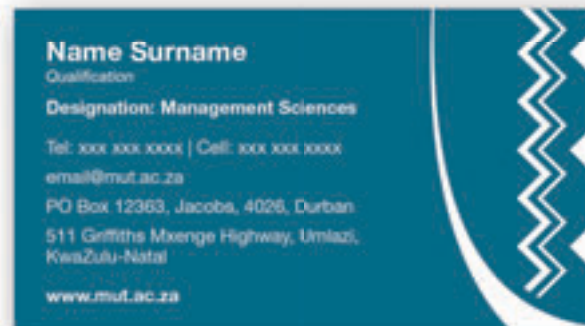 Name Surname
Qualification
Designation: Management Sciences
Tel: xxx xxx xxxx | Cell: xxx xxx xxxx
email@mut.ac.za
PO Box 12363, Jacobs, 4026, Durban
511 Griffiths Mxenge Highway, Umlazi,
KwaZulu-Natal
www.mut.ac.za